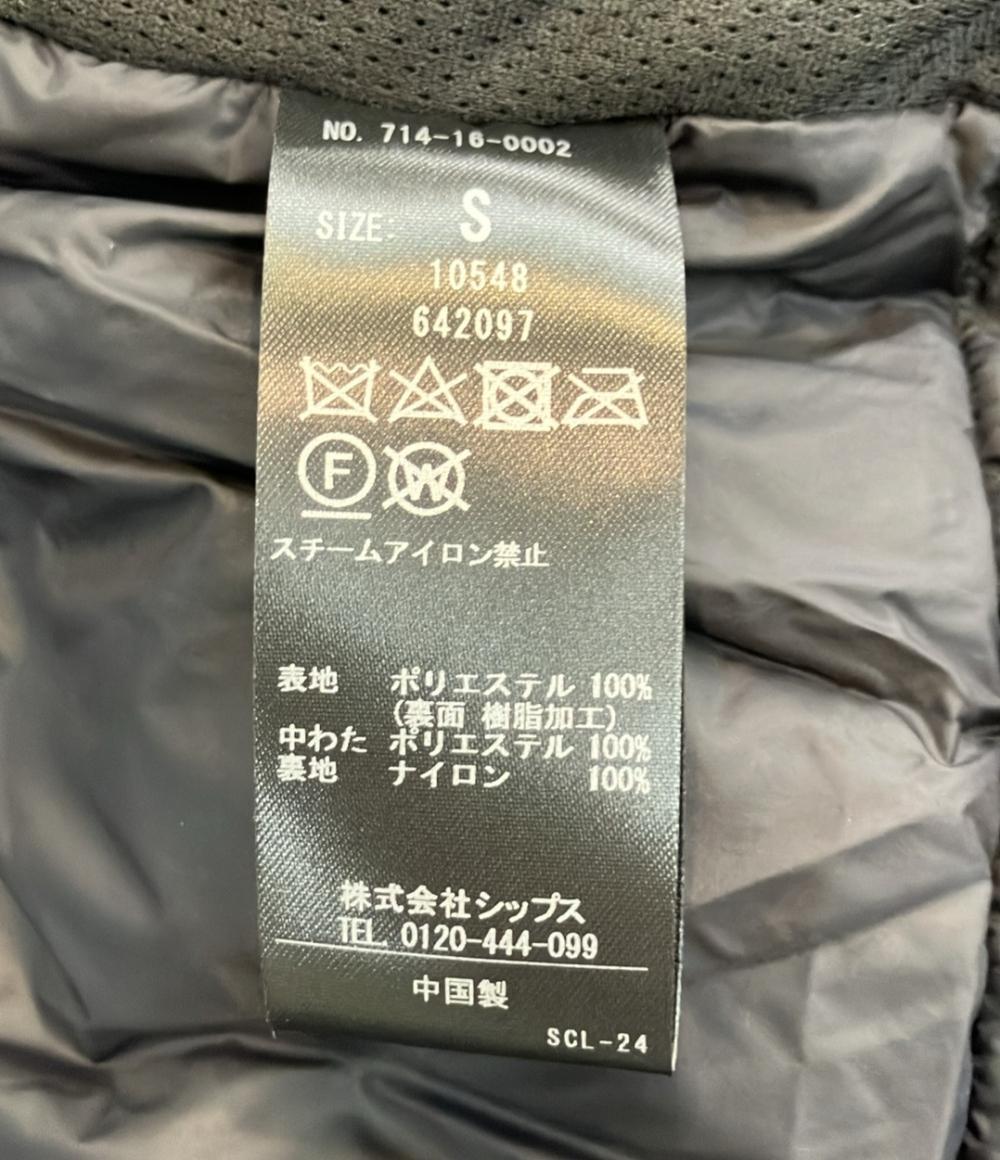 NO. 714-16-0002
SIZE: S
10548
642097
F W
スチームアイロン禁止
表地 ポリエステル 100%
(裏面 樹脂加工)
中わた ポリエステル 100%
裏地 ナイロン 100%
株式会社シップス
TEL. 0120-444-099
中国製
SCL-24